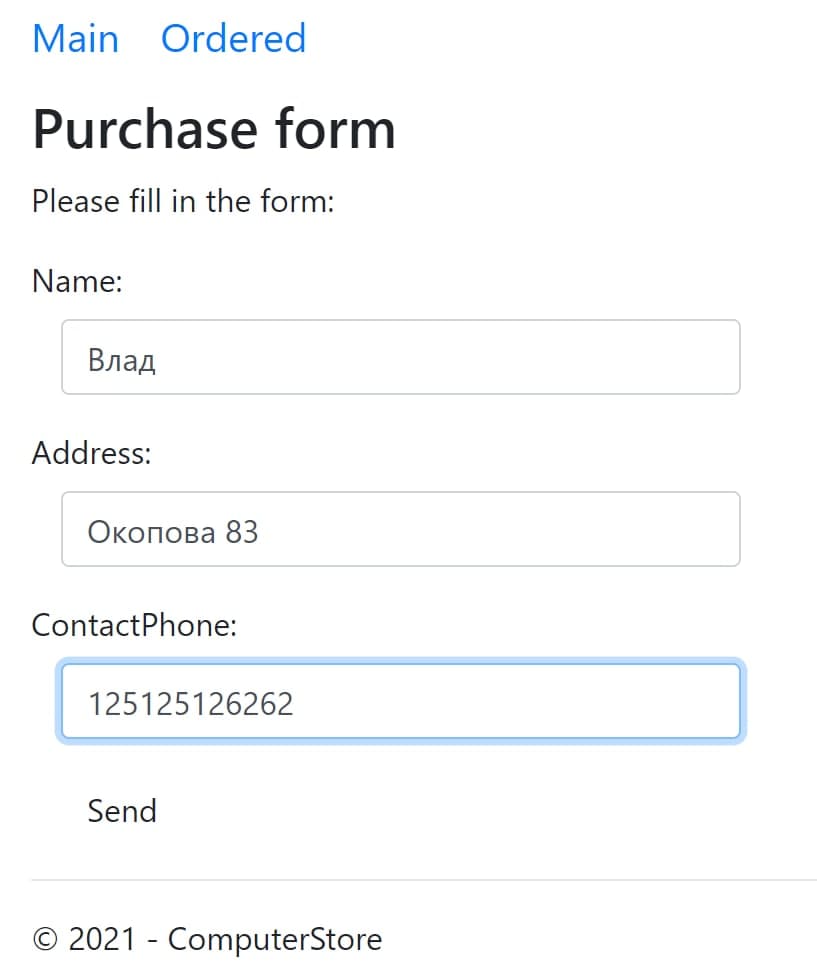 Main Ordered
Purchase form
Please fill in the form:
Name:
Влад
Address:
Окопова 83
ContactPhone:
125125126262
Send
© 2021 - ComputerStore